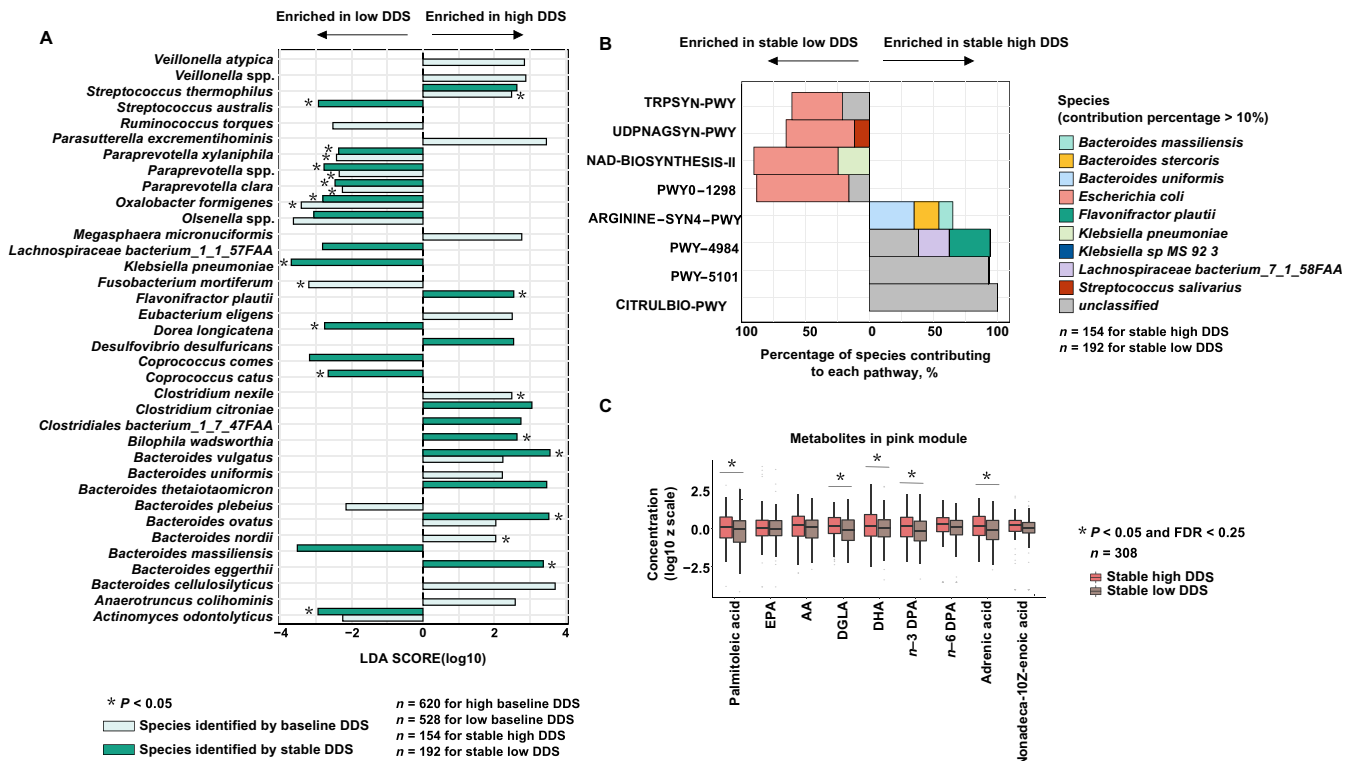 A
Enriched in low DDS
Enriched in high DDS
Veillonella atypica
Veillonella spp.
Streptococcus thermophilus
*
Streptococcus australis
*
Ruminococcus torques
Parasutterella excrementihominis
Paraprevotella xylaniphila
*
*
Paraprevotella spp.
*
*
Paraprevotella clara
*
*
Oxalobacter formigenes
*
*
Olsenella spp.
Megasphaera micronuciformis
Lachnospiraceae bacterium_1_1_57FAA
Klebsiella pneumoniae
*
Fusobacterium mortiferum
*
Flavonifractor plautii
*
Eubacterium eligens
Dorea longicatena
*
Desulfovibrio desulfuricans
Coprococcus comes
Coprococcus catus
*
Clostridium nexile
*
Clostridium citroniae
Clostridiales bacterium_1_7_47FAA
Bilophila wadsworthia
*
Bacteroides vulgatus
*
Bacteroides uniformis
Bacteroides thetaiotaomicron
Bacteroides plebeius
Bacteroides ovatus
*
Bacteroides nordii
*
Bacteroides massiliensis
Bacteroides eggerthii
*
Bacteroides cellulosilyticus
Anaerotruncus colihominis
Actinomyces odontolyticus
*
−4 −2 0 2 4
LDA SCORE(log10)
* P < 0.05
Species identified by baseline DDS
Species identified by stable DDS
n = 620 for high baseline DDS
n = 528 for low baseline DDS
n = 154 for stable high DDS
n = 192 for stable low DDS
B
Enriched in stable low DDS
Enriched in stable high DDS
TRPSYN-PWY
UDPNAGSYN-PWY
NAD-BIOSYNTHESIS-II
PWY0−1298
ARGININE−SYN4−PWY
PWY−4984
PWY−5101
CITRULBIO-PWY
100 50 0 50 100
Percentage of species contributing
to each pathway, %
Species
(contribution percentage > 10%)
Bacteroides massiliensis
Bacteroides stercoris
Bacteroides uniformis
Escherichia coli
Flavonifractor plautii
Klebsiella pneumoniae
Klebsiella sp MS 92 3
Lachnospiraceae bacterium_7_1_58FAA
Streptococcus salivarius
unclassified
n = 154 for stable high DDS
n = 192 for stable low DDS
C
Metabolites in pink module
* * * * *
Concentration
(log10 z scale)
2.5
0.0
−2.5
Palmitoleic acid
EPA
AA
DGLA
DHA
n−3 DPA
n−6 DPA
Adrenic acid
Nonadeca-10Z-enoic acid
* P < 0.05 and FDR < 0.25
n = 308
Stable high DDS
Stable low DDS